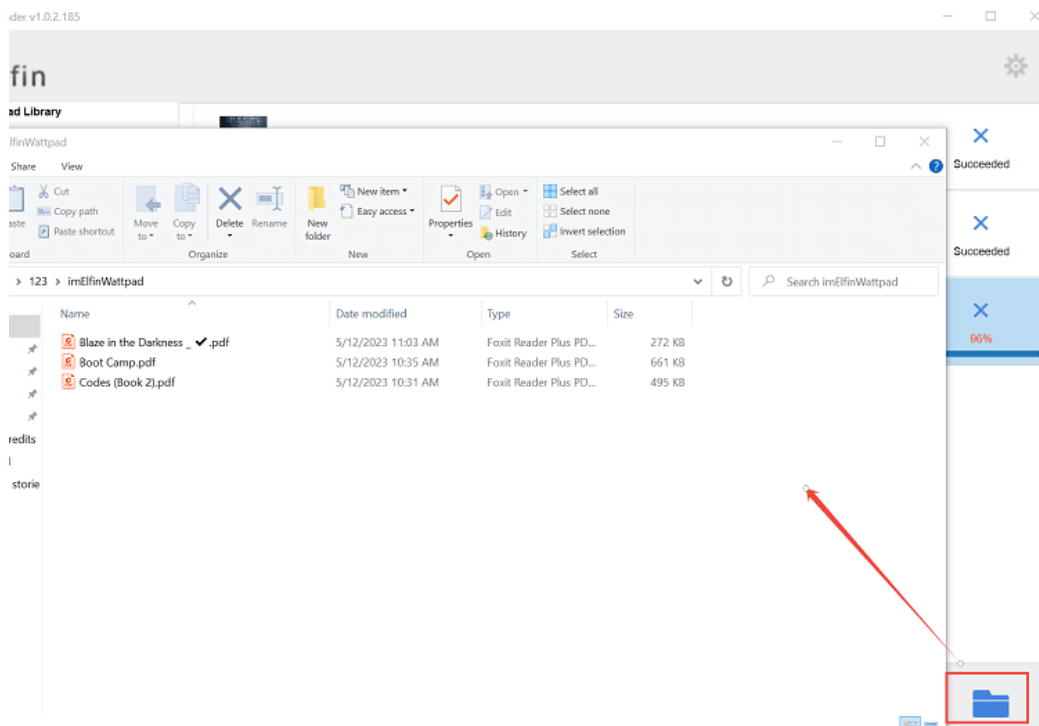 der v1.0.2.185
fin
ad Library
lfinWattpad
Share View
Succeeded
Cut
Copy path
Paste shortcut
aste
Move to
Copy to
Delete
Rename
New folder
New item
Easy access
Properties
Open
Edit
History
Select all
Select none
Invert selection
oard
Organize
New
Open
Select
Succeeded
> 123 > imElfinWattpad
Search imElfinWattpad
Name Date modified Type Size
96%
Blaze in the Darkness _ ✔.pdf 5/12/2023 11:03 AM Foxit Reader Plus PD... 272 KB
Boot Camp.pdf 5/12/2023 10:35 AM Foxit Reader Plus PD... 661 KB
Codes (Book 2).pdf 5/12/2023 10:31 AM Foxit Reader Plus PD... 495 KB
redits
storie